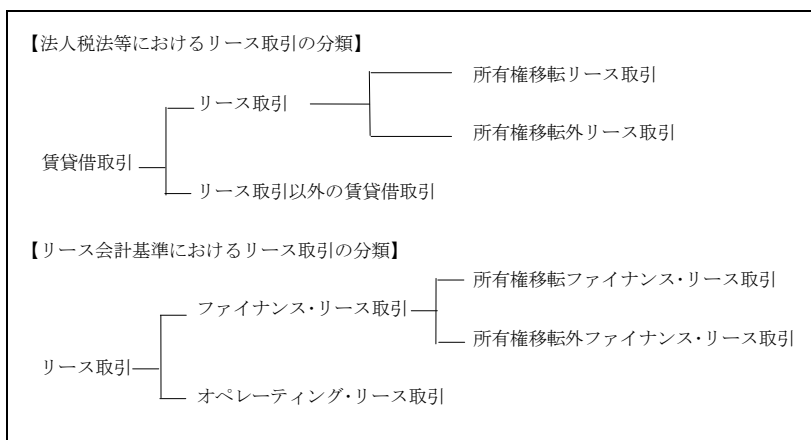 【法人税法等におけるリース取引の分類】
所有権移転リース取引
リース取引
所有権移転外リース取引
賃貸借取引
リース取引以外の賃貸借取引
【リース会計基準におけるリース取引の分類】
所有権移転ファイナンス・リース取引
ファイナンス・リース取引
所有権移転外ファイナンス・リース取引
リース取引
オペレーティング・リース取引